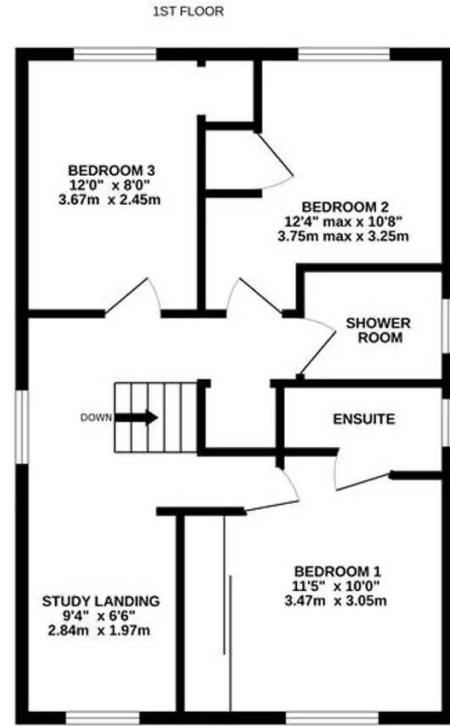 1ST FLOOR
BEDROOM 3
12'0" x 8'0"
3.67m x 2.45m
BEDROOM 2
12'4" max x 10'8"
3.75m max x 3.25m
SHOWER
ROOM
DOWN
ENSUITE
BEDROOM 1
11'5" x 10'0"
3.47m x 3.05m
STUDY LANDING
9'4" x 6'6"
2.84m x 1.97m